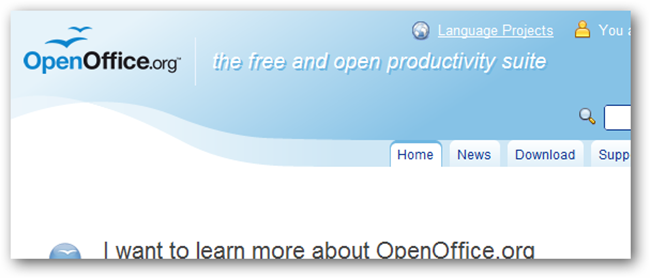 Language Projects You a
OpenOffice.org™ the free and open productivity suite
Home News Download Supp
I want to learn more about OpenOffice.org